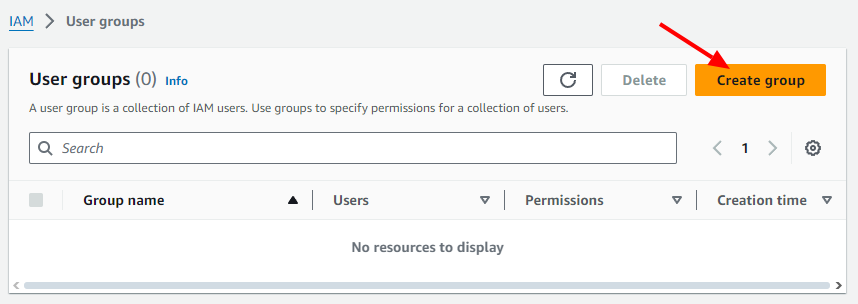 IAM > User groups
User groups (0) Info
Delete
Create group
A user group is a collection of IAM users. Use groups to specify permissions for a collection of users.
Search
1
Group name Users Permissions Creation time
No resources to display